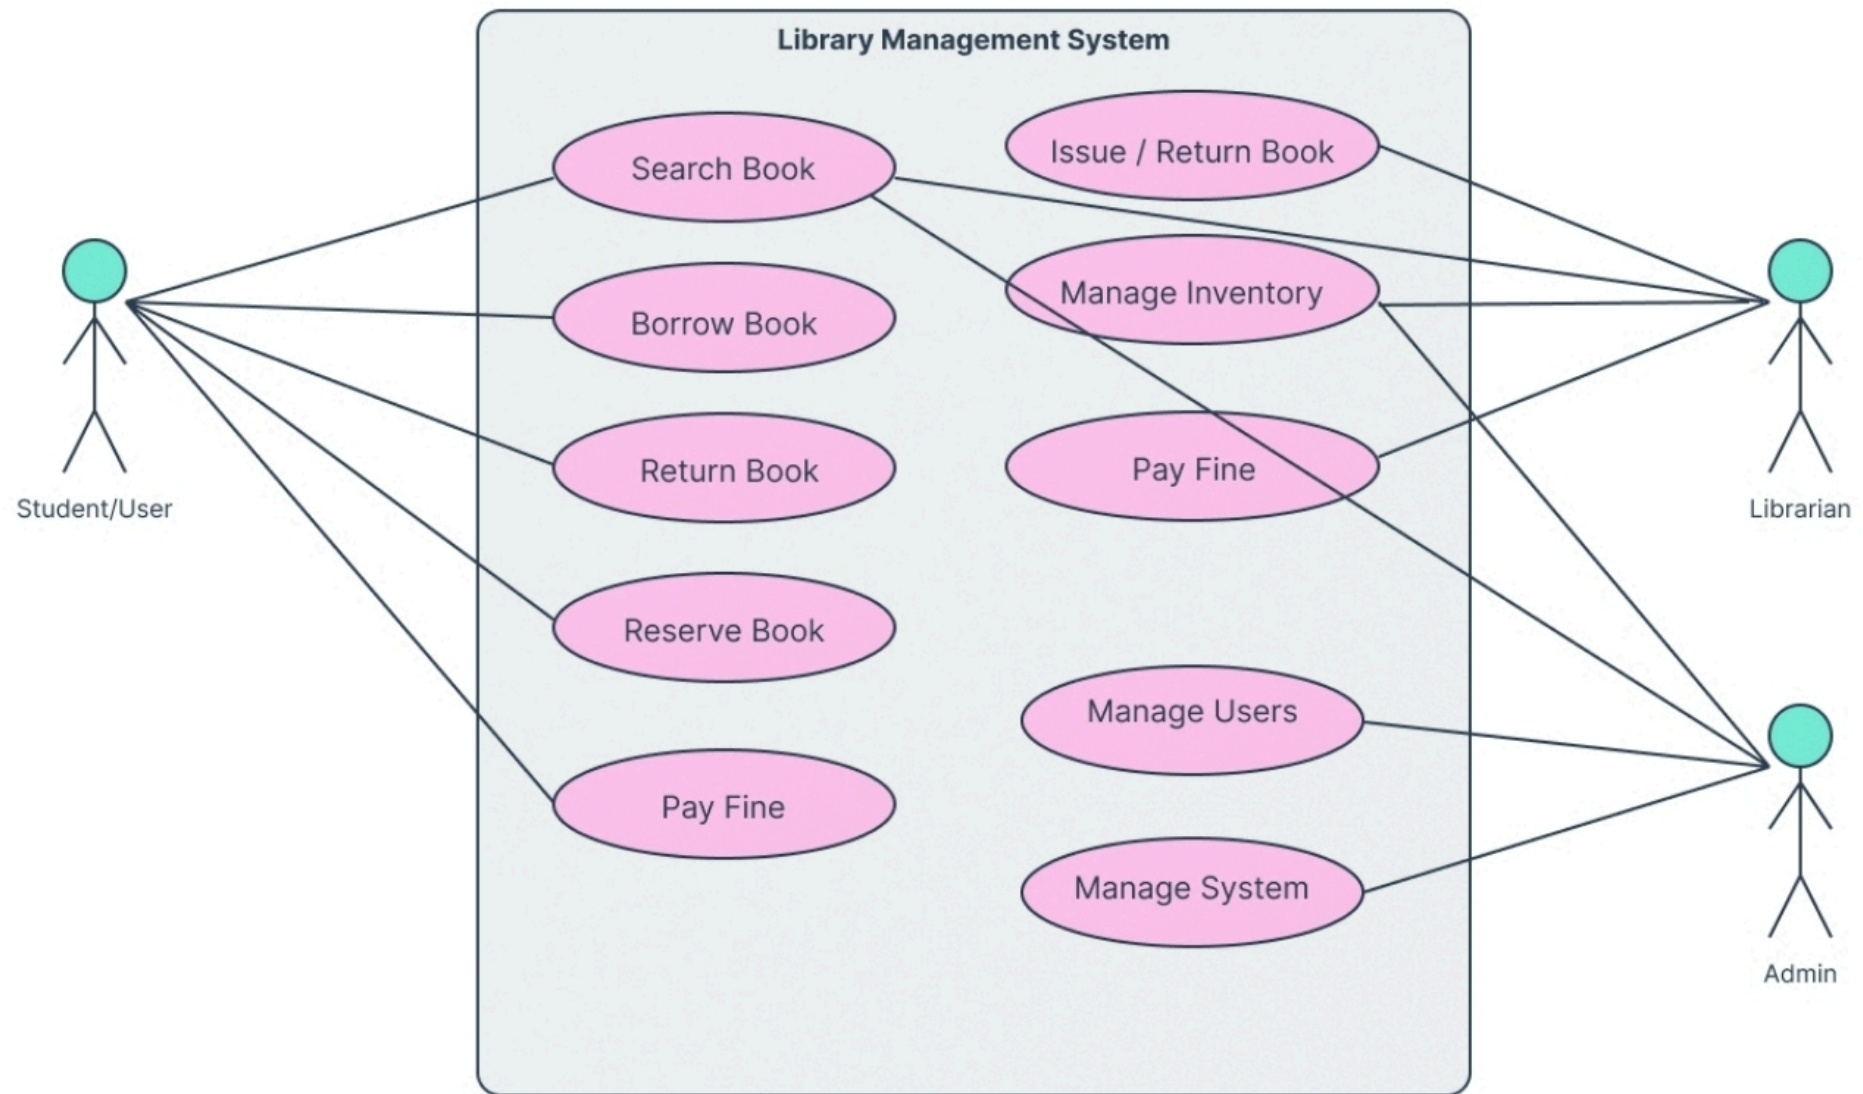 Library Management System
Search Book
Issue / Return Book
Manage Inventory
Borrow Book
Return Book
Pay Fine
Student/User
Librarian
Reserve Book
Manage Users
Pay Fine
Manage System
Admin